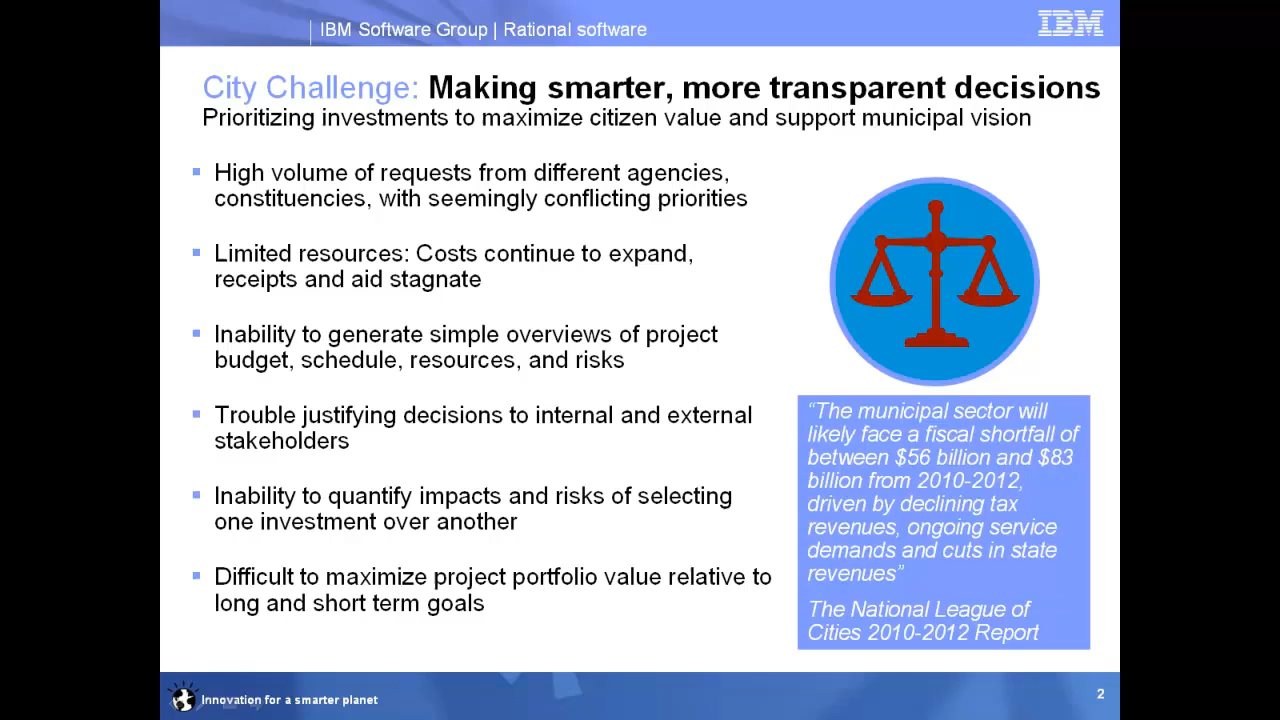 IBM Software Group | Rational software
IBM
City Challenge: Making smarter, more transparent decisions
Prioritizing investments to maximize citizen value and support municipal vision
High volume of requests from different agencies,
constituencies, with seemingly conflicting priorities
Limited resources: Costs continue to expand,
receipts and aid stagnate
Inability to generate simple overviews of project
budget, schedule, resources, and risks
Trouble justifying decisions to internal and external
stakeholders
Inability to quantify impacts and risks of selecting
one investment over another
Difficult to maximize project portfolio value relative to
long and short term goals
“The municipal sector will
likely face a fiscal shortfall of
between $56 billion and $83
billion from 2010-2012,
driven by declining tax
revenues, ongoing service
demands and cuts in state
revenues”
The National League of
Cities 2010-2012 Report
Innovation for a smarter planet
2